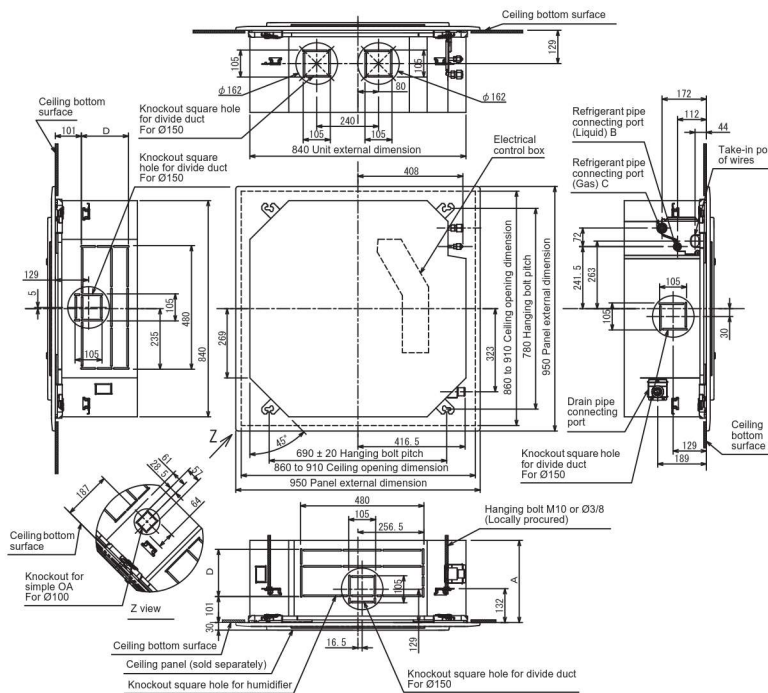 Ceiling bottom surface
129
105
105
φ162
φ162
80
Knockout square hole
for divide duct
For Ø150
105
105
240
840 Unit external dimension
Electrical
control box
408
Ceiling bottom
surface
101
D
Knockout square
hole for divide duct
For Ø150
129
5
105
105
235
480
840
269
323
860 to 910 Ceiling opening dimension
780 Hanging bolt pitch
950 Panel external dimension
Z
45°
416.5
690 ± 20 Hanging bolt pitch
860 to 910 Ceiling opening dimension
950 Panel external dimension
172
112
44
Refrigerant pipe
connecting port
(Liquid) B
Take-in po
of wires
Refrigerant pipe
connecting port
(Gas) C
72
241.5
263
105
105
30
Drain pipe
connecting
port
Ceiling
bottom
surface
129
189
Knockout square hole
for divide duct
For Ø150
61
28.5
57
187
64
Ceiling bottom
surface
Knockout for
simple OA
For Ø100
Z view
480
105
256.5
Hanging bolt M10 or Ø3/8
(Locally procured)
D
105
A
101
132
30
129
16.5
Ceiling bottom surface
Ceiling panel (sold separately)
Knockout square hole for humidifier
Knockout square hole for divide duct
For Ø150